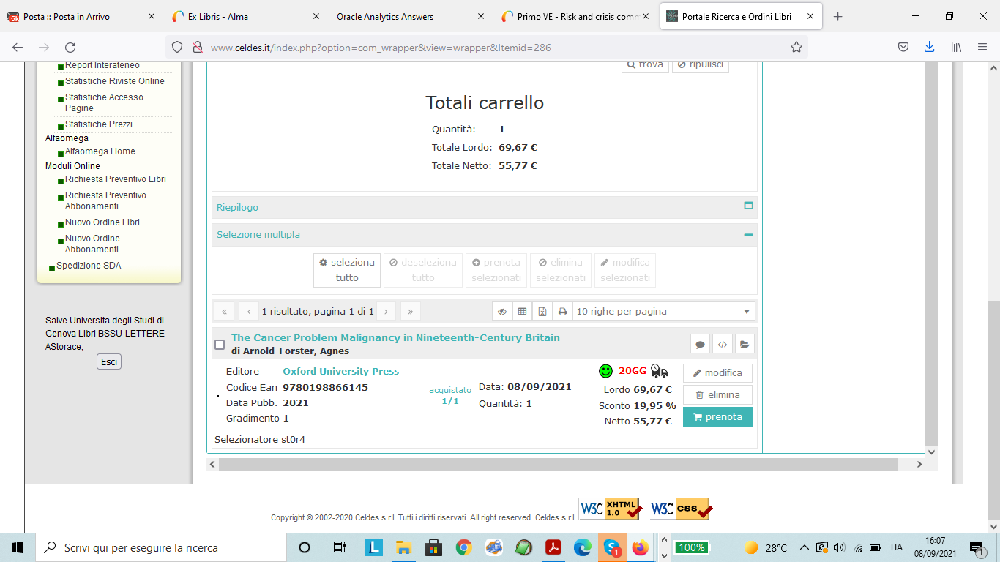 Posta :: Posta in Arrivo
Ex Libris - Alma
Oracle Analytics Answers
Primo VE - Risk and crisis comm
Portale Ricerca e Ordini Libri
www.celdes.it/index.php?option=com_wrapper&view=wrapper&Itemid=286
Report Interateneo
Statistiche Riviste Online
Statistiche Accesso
Pagine
Statistiche Prezzi
Alfaomega
Alfaomega Home
Moduli Online
Richiesta Preventivo Libri
Richiesta Preventivo
Abbonamenti
Nuovo Ordine Libri
Nuovo Ordine
Abbonamenti
Spedizione SDA
Salve Universita degli Studi di
Genova Libri BSSU-LETTERE
AStorace,
Esci
trova
ripulisci
Totali carrello
Quantità: 1
Totale Lordo: 69,67 €
Totale Netto: 55,77 €
Riepilogo
Selezione multipla
seleziona
tutto
deseleziona
tutto
prenota
selezionati
elimina
selezionati
modifica
selezionati
« ‹ 1 risultato, pagina 1 di 1 › »
10 righe per pagina
The Cancer Problem Malignancy in Nineteenth-Century Britain
di Arnold-Forster, Agnes
Editore Oxford University Press
Codice Ean 9780198866145
Data Pubb. 2021
Gradimento 1
acquistato
1/1
Data: 08/09/2021
Quantità: 1
20GG
Lordo 69,67 €
Sconto 19,95 %
Netto 55,77 €
modifica
elimina
prenota
Selezionatore st0r4
Copyright © 2002-2020 Celdes s.r.l. Tutti i diritti riservati. All right reserved. Celdes s.r.l.
W3C XHTML 1.0
W3C CSS
Scrivi qui per eseguire la ricerca
L
1
100%
28°C
ITA
16:07
08/09/2021
1